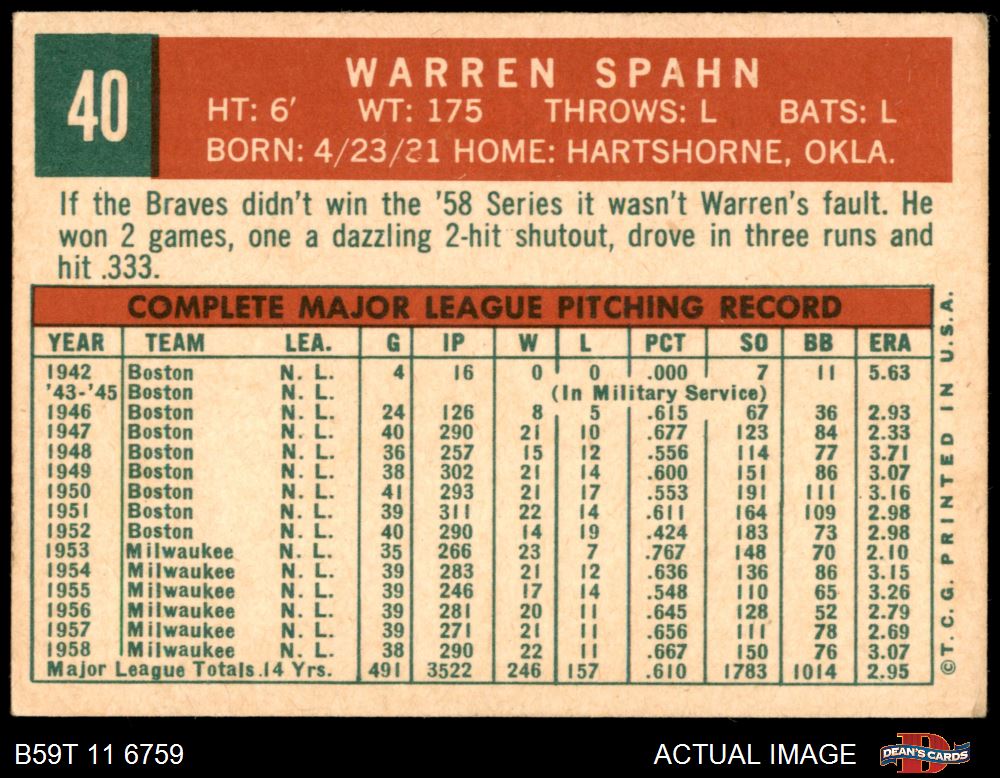 40
WARREN SPAHN
HT: 6' WT: 175 THROWS: L BATS: L
BORN: 4/23/21 HOME: HARTSHORNE, OKLA.
If the Braves didn't win the '58 Series it wasn't Warren's fault. He
won 2 games, one a dazzling 2-hit shutout, drove in three runs and
hit .333.
COMPLETE MAJOR LEAGUE PITCHING RECORD
YEAR TEAM LEA. G IP W L PCT SO BB ERA
1942 Boston N. L. 4 16 0 0 .000 7 11 5.63
'43-'45 Boston N. L. (In Military Service)
1946 Boston N. L. 24 126 8 5 .615 67 36 2.93
1947 Boston N. L. 40 290 21 10 .677 123 84 2.33
1948 Boston N. L. 36 257 15 12 .556 114 77 3.71
1949 Boston N. L. 38 302 21 14 .600 151 86 3.07
1950 Boston N. L. 41 293 21 17 .553 191 111 3.16
1951 Boston N. L. 39 311 22 14 .611 164 109 2.98
1952 Boston N. L. 40 290 14 19 .424 183 73 2.98
1953 Milwaukee N. L. 35 266 23 7 .767 148 70 2.10
1954 Milwaukee N. L. 39 283 21 12 .636 136 86 3.15
1955 Milwaukee N. L. 39 246 17 14 .548 110 65 3.26
1956 Milwaukee N. L. 39 281 20 11 .645 128 52 2.79
1957 Milwaukee N. L. 39 271 21 11 .656 111 78 2.69
1958 Milwaukee N. L. 38 290 22 11 .667 150 76 3.07
Major League Totals.14 Yrs. 491 3522 246 157 .610 1783 1014 2.95
©T. C. G. PRINTED IN U.S.A.
B59T 11 6759
ACTUAL IMAGE
DEAN'S CARDS